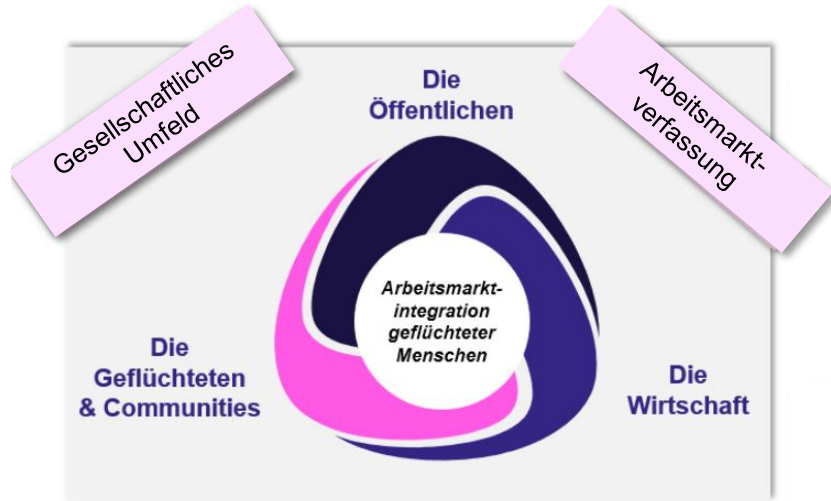 Gesellschaftliches
Umfeld
Arbeitsmarkt-
verfassung
Die
Öffentlichen
Arbeitsmarkt-
integration
geflüchteter
Menschen
Die
Geflüchteten
& Communities
Die
Wirtschaft